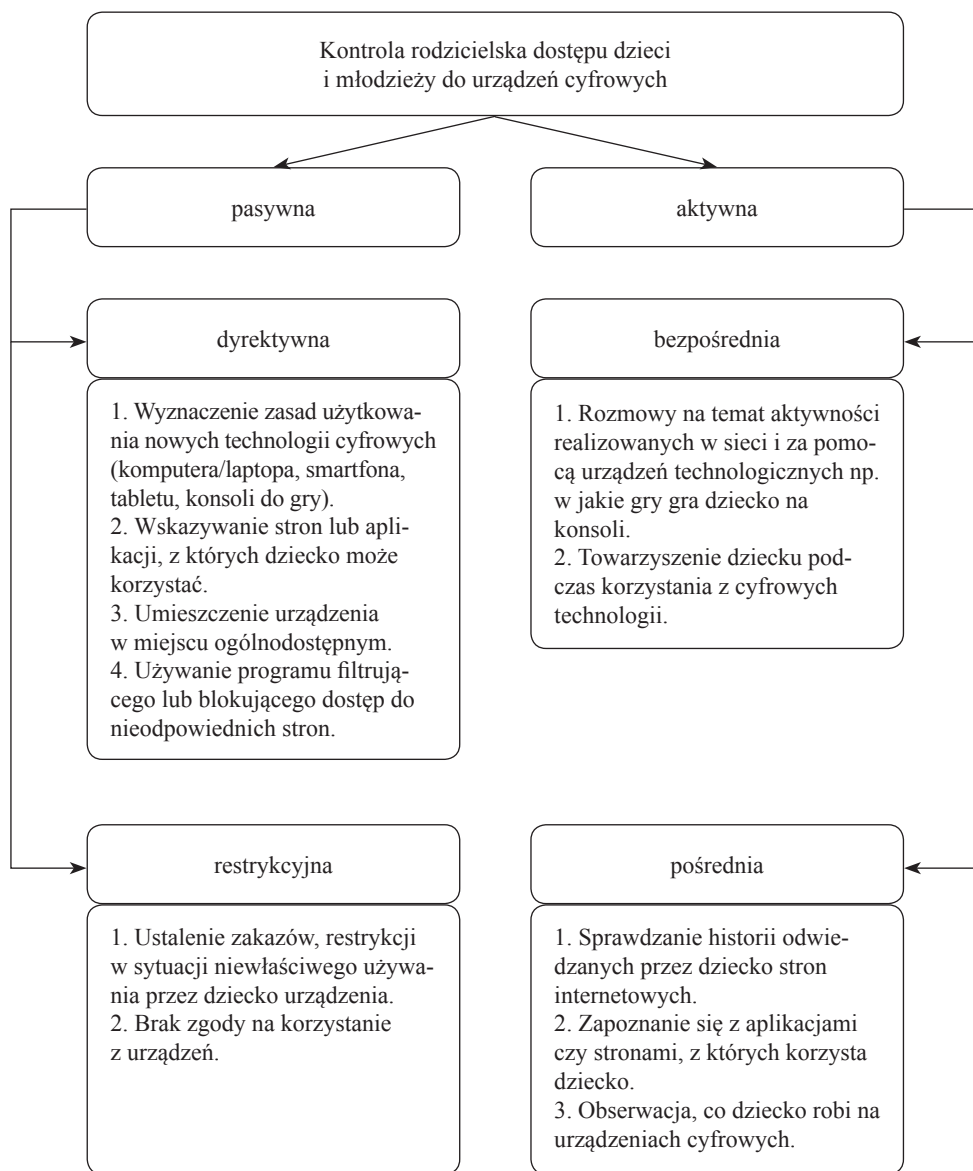 Kontrola rodzicielska dostępu dzieci
i młodzieży do urządzeń cyfrowych
pasywna
aktywna
dyrektywna
1. Wyznaczenie zasad użytkowa-
nia nowych technologii cyfrowych
(komputera/laptopa, smartfona,
tabletu, konsoli do gry).
2. Wskazywanie stron lub apli-
kacji, z których dziecko może
korzystać.
3. Umieszczenie urządzenia
w miejscu ogólnodostępnym.
4. Używanie programu filtrują-
cego lub blokującego dostęp do
nieodpowiednich stron.
bezpośrednia
1. Rozmowy na temat aktywności
realizowanych w sieci i za pomo-
cą urządzeń technologicznych np.
w jakie gry gra dziecko na
konsoli.
2. Towarzyszenie dziecku pod-
czas korzystania z cyfrowych
technologii.
restrykcyjna
1. Ustalenie zakazów, restrykcji
w sytuacji niewłaściwego używa-
nia przez dziecko urządzenia.
2. Brak zgody na korzystanie
z urządzeń.
pośrednia
1. Sprawdzanie historii odwie-
dzanych przez dziecko stron
internetowych.
2. Zapoznanie się z aplikacjami
czy stronami, z których korzysta
dziecko.
3. Obserwacja, co dziecko robi na
urządzeniach cyfrowych.